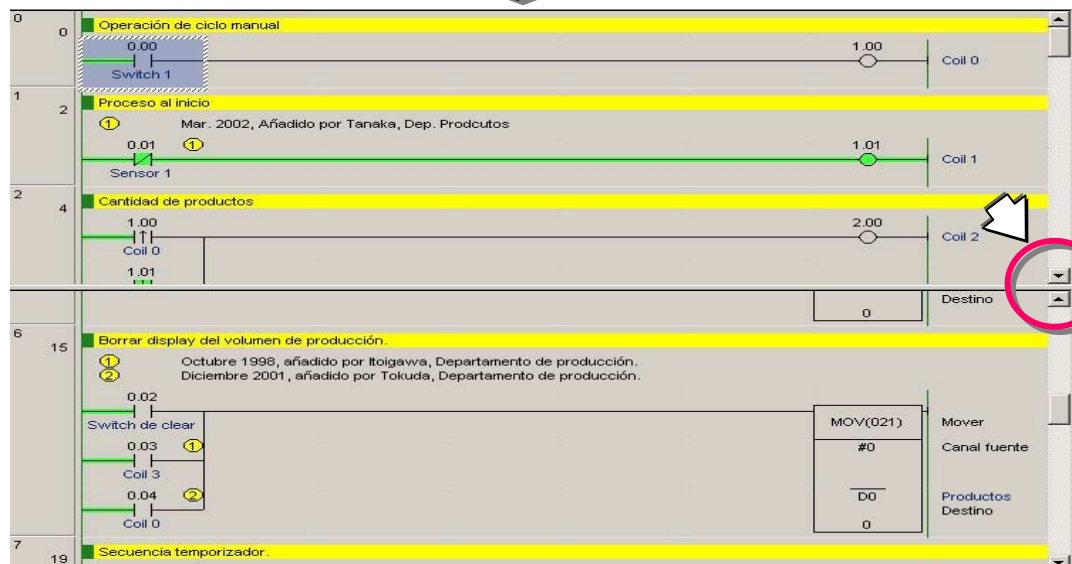 0 0 Operación de ciclo manual
0.00 1.00
Switch 1 Coil 0
1 2 Proceso al inicio
1 Mar. 2002, Añadido por Tanaka, Dep. Prodcutos
0.01 1 1.01
Sensor 1 Coil 1
2 4 Cantidad de productos
1.00 2.00
Coil 0 Coil 2
1.01
Destino
0
6 15 Borrar display del volumen de producción.
1 Octubre 1998, añadido por Itoigawa, Departamento de producción.
2 Diciembre 2001, añadido por Tokuda, Departamento de producción.
0.02
Switch de clear MOV(021) Mover
0.03 1 #0 Canal fuente
Coil 3
0.04 2 D0 Productos
Coil 0 Destino
0
7 19 Secuencia temporizador.